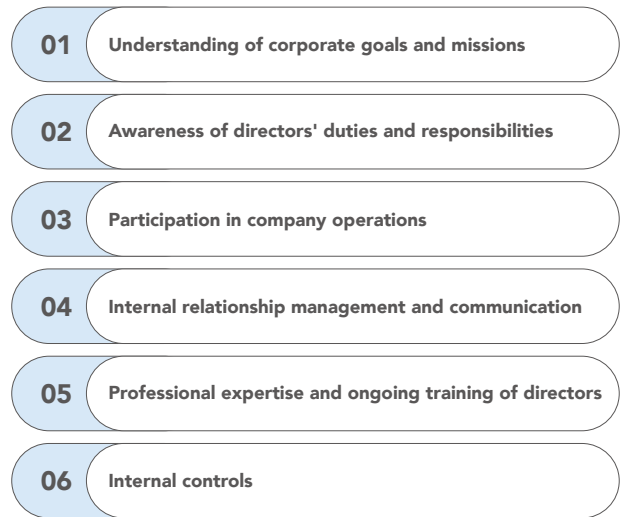 01 Understanding of corporate goals and missions
02 Awareness of directors' duties and responsibilities
03 Participation in company operations
04 Internal relationship management and communication
05 Professional expertise and ongoing training of directors
06 Internal controls